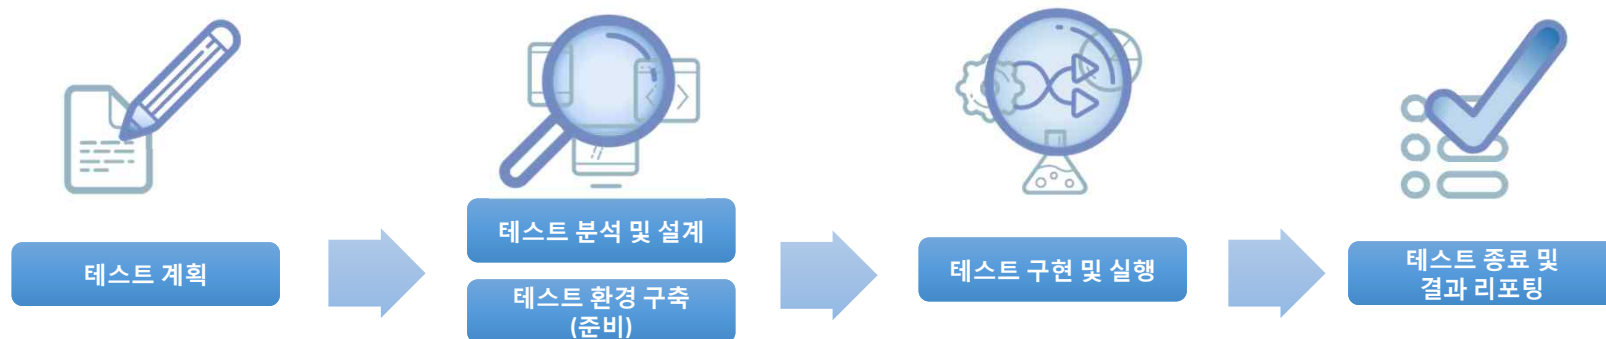 테스트 계획
테스트 분석 및 설계
테스트 환경 구축
(준비)
테스트 구현 및 실행
테스트 종료 및
결과 리포팅